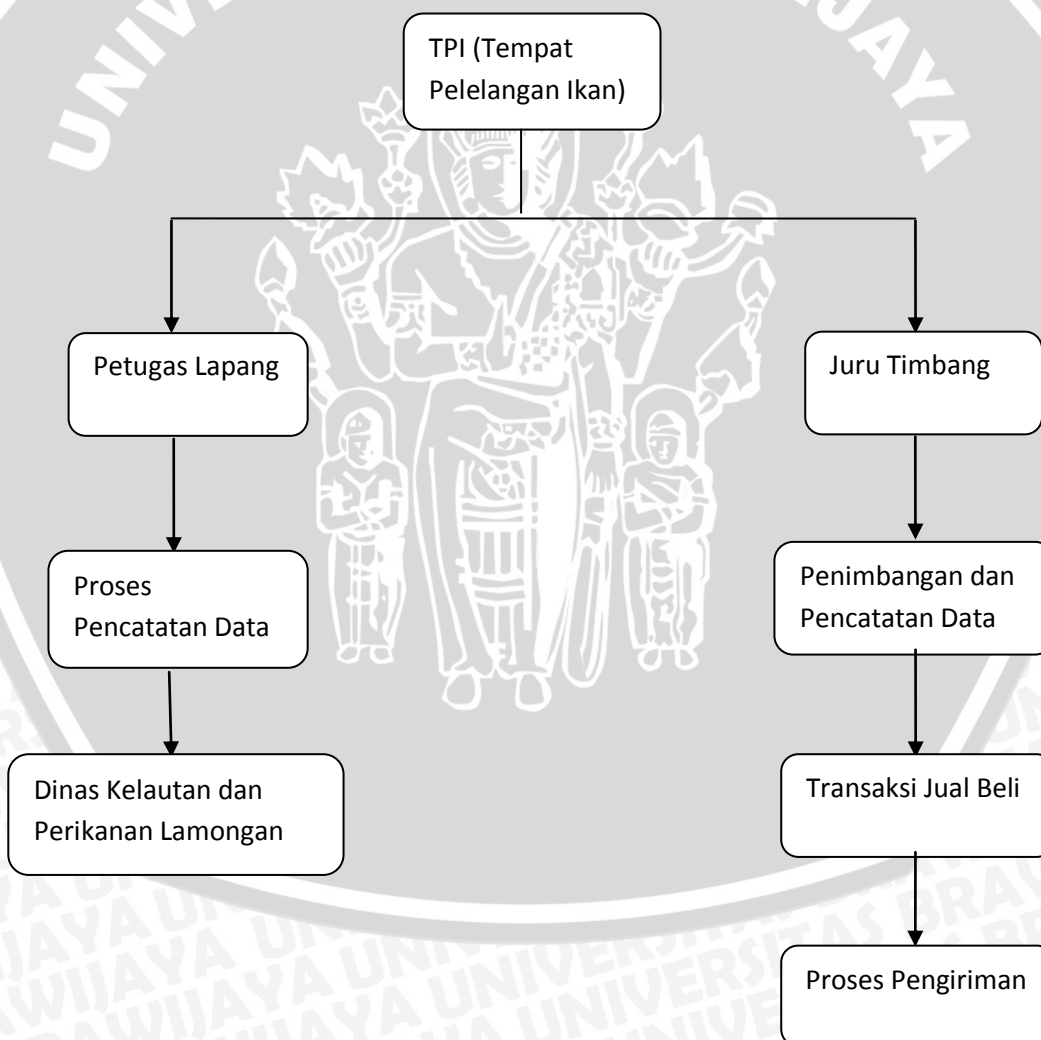 TPI (Tempat
Pelelangan Ikan)
Petugas Lapang
Juru Timbang
Proses
Pencatatan Data
Penimbangan dan
Pencatatan Data
Dinas Kelautan dan
Perikanan Lamongan
Transaksi Jual Beli
Proses Pengiriman